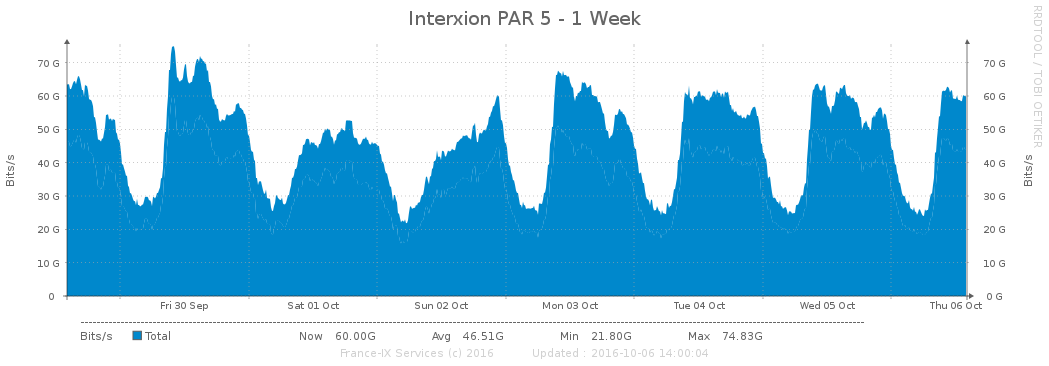 Interxion PAR 5 - 1 Week
RRDTOOL / TOBI OETIKER
Bits/s
Bits/s
70 G
60 G
50 G
40 G
30 G
20 G
10 G
0
70 G
60 G
50 G
40 G
30 G
20 G
10 G
0 G
Fri 30 Sep Sat 01 Oct Sun 02 Oct Mon 03 Oct Tue 04 Oct Wed 05 Oct Thu 06 Oct
Bits/s Total Now 60.00G Avg 46.51G Min 21.80G Max 74.83G
France-IX Services (c) 2016 Updated : 2016-10-06 14:00:04